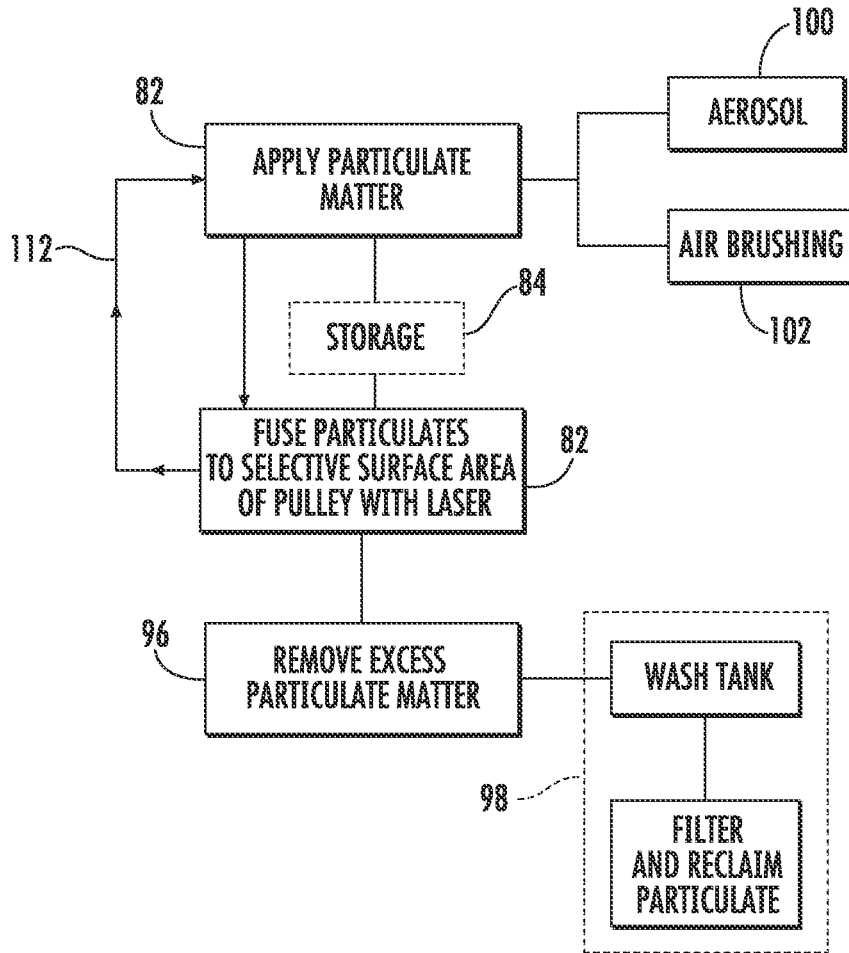 100
82
AEROSOL
APPLY PARTICULATE
MATTER
112
AIR BRUSHING
84
102
STORAGE
FUSE PARTICULATES
TO SELECTIVE SURFACE AREA
OF PULLEY WITH LASER
82
96
REMOVE EXCESS
PARTICULATE MATTER
WASH TANK
98
FILTER
AND RECLAIM
PARTICULATE